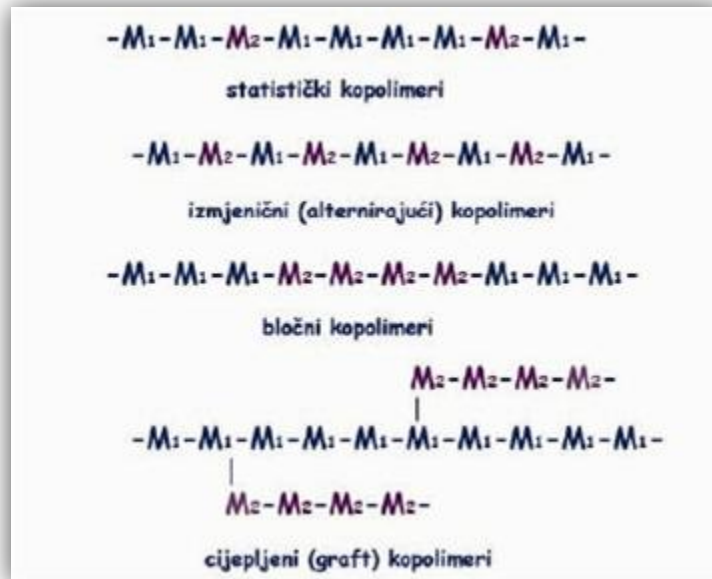 -M₁-M₁-M₂-M₁-M₁-M₁-M₁-M₂-M₁-
statistički kopolimeri
-M₁-M₂-M₁-M₂-M₁-M₂-M₁-M₂-M₁-
izmjenični (alternirajući) kopolimeri
-M₁-M₁-M₁-M₂-M₂-M₂-M₂-M₁-M₁-M₁-
bločni kopolimeri
M₂-M₂-M₂-M₂-
-M₁-M₁-M₁-M₁-M₁-M₁-M₁-M₁-M₁-M₁-
M₂-M₂-M₂-M₂-
cijepljeni (graft) kopolimeri